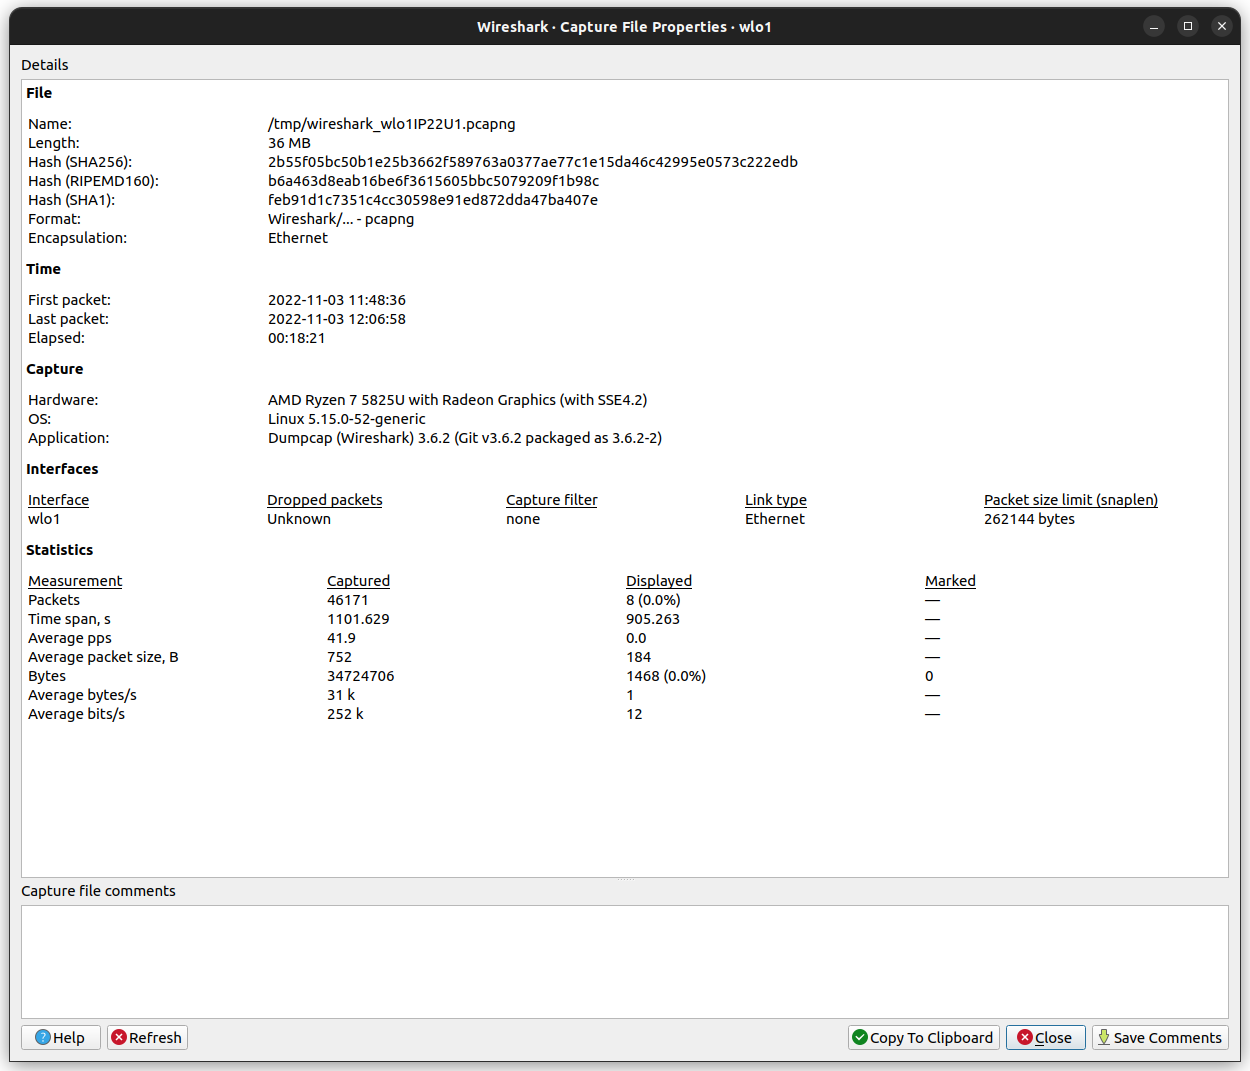 Wireshark · Capture File Properties · wlo1
Details
File
Name: /tmp/wireshark_wlo1IP22U1.pcapng
Length: 36 MB
Hash (SHA256): 2b55f05bc50b1e25b3662f589763a0377ae77c1e15da46c42995e0573c222edb
Hash (RIPEMD160): b6a463d8eab16be6f3615605bbc5079209f1b98c
Hash (SHA1): feb91d1c7351c4cc30598e91ed872dda47ba407e
Format: Wireshark/... - pcapng
Encapsulation: Ethernet
Time
First packet: 2022-11-03 11:48:36
Last packet: 2022-11-03 12:06:58
Elapsed: 00:18:21
Capture
Hardware: AMD Ryzen 7 5825U with Radeon Graphics (with SSE4.2)
OS: Linux 5.15.0-52-generic
Application: Dumpcap (Wireshark) 3.6.2 (Git v3.6.2 packaged as 3.6.2-2)
Interfaces
Interface Dropped packets Capture filter Link type Packet size limit (snaplen)
wlo1 Unknown none Ethernet 262144 bytes
Statistics
Measurement Captured Displayed Marked
Packets 46171 8 (0.0%) —
Time span, s 1101.629 905.263 —
Average pps 41.9 0.0 —
Average packet size, B 752 184 —
Bytes 34724706 1468 (0.0%) 0
Average bytes/s 31 k 1 —
Average bits/s 252 k 12 —
Capture file comments
Help Refresh Copy To Clipboard Close Save Comments